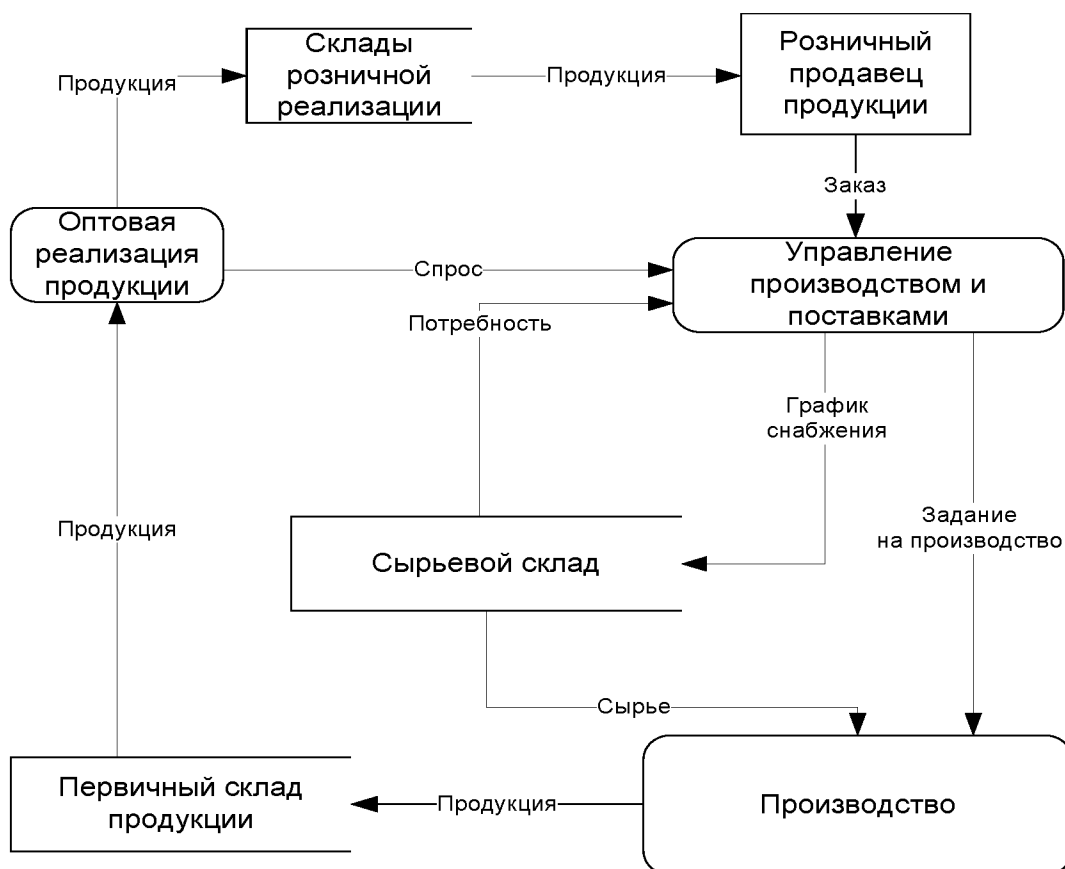 Склады
розничной
реализации
Розничный
продавец
продукции
Продукция
Продукция
Заказ
Оптовая
реализация
продукции
Спрос
Управление
производством и
поставками
Потребность
График
снабжения
Продукция
Сырьевой склад
Задание
на производство
Сырье
Первичный склад
продукции
Продукция
Производство